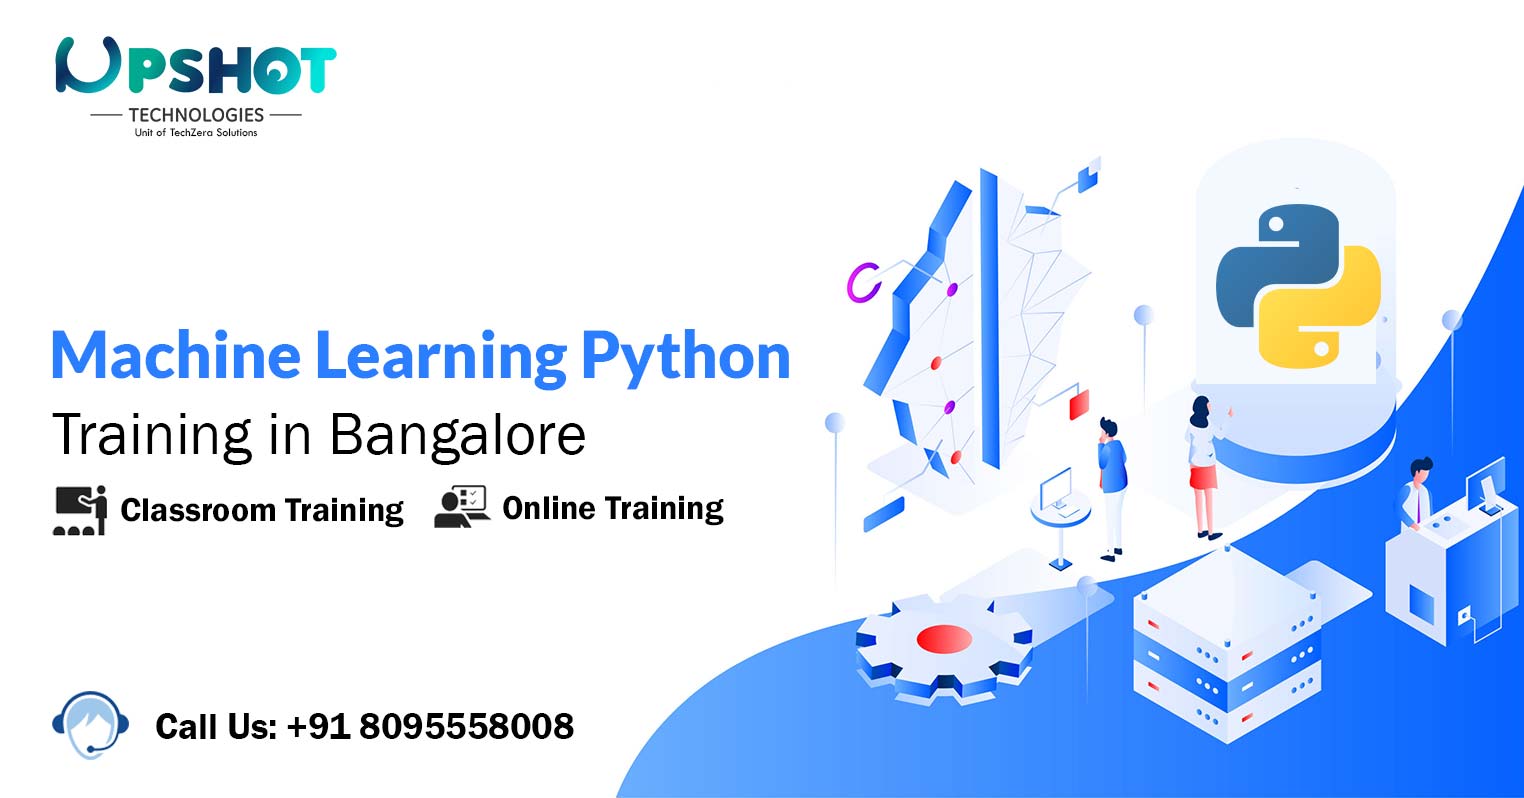 UPSHOT
TECHNOLOGIES
Unit of TechZera Solutions
Machine Learning Python
Training in Bangalore
Classroom Training
Online Training
Call Us: +91 8095558008